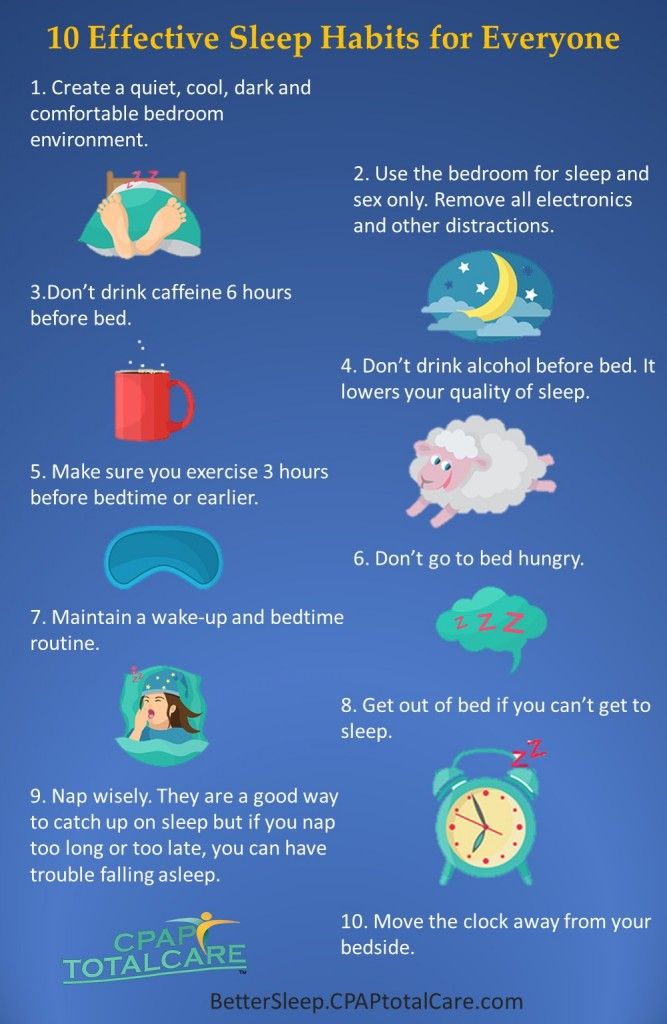 10 Effective Sleep Habits for Everyone
1. Create a quiet, cool, dark and
comfortable bedroom
environment.
2. Use the bedroom for sleep and
sex only. Remove all electronics
and other distractions.
3.Don’t drink caffeine 6 hours
before bed.
4. Don’t drink alcohol before bed. It
lowers your quality of sleep.
5. Make sure you exercise 3 hours
before bedtime or earlier.
6. Don’t go to bed hungry.
z z z
7. Maintain a wake-up and bedtime
routine.
8. Get out of bed if you can’t get to
sleep.
zz
9. Nap wisely. They are a good way
to catch up on sleep but if you nap
too long or too late, you can have
trouble falling asleep.
10. Move the clock away from your
bedside.
CPAP
TOTALCARE™
BetterSleep.CPAPtotalCare.com